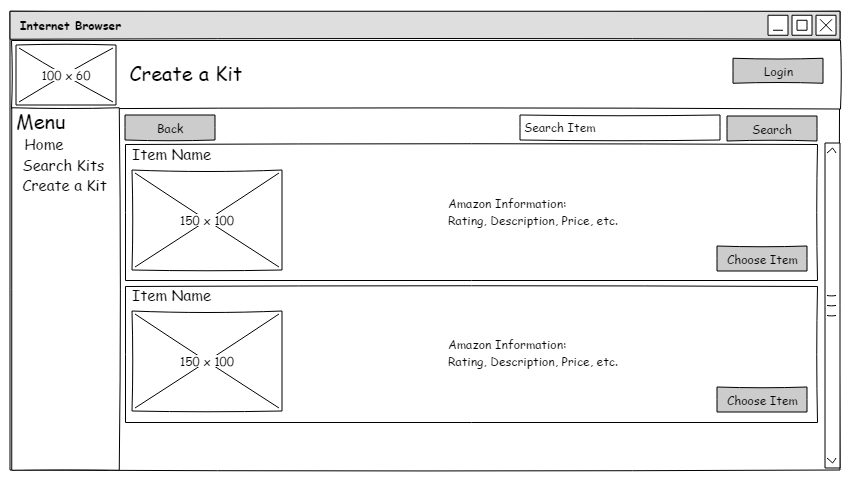 Internet Browser
100 x 60
Create a Kit
Login
Menu
Home
Search Kits
Create a Kit
Back
Search Item
Search
Item Name
150 x 100
Amazon Information:
Rating, Description, Price, etc.
Choose Item
Item Name
150 x 100
Amazon Information:
Rating, Description, Price, etc.
Choose Item